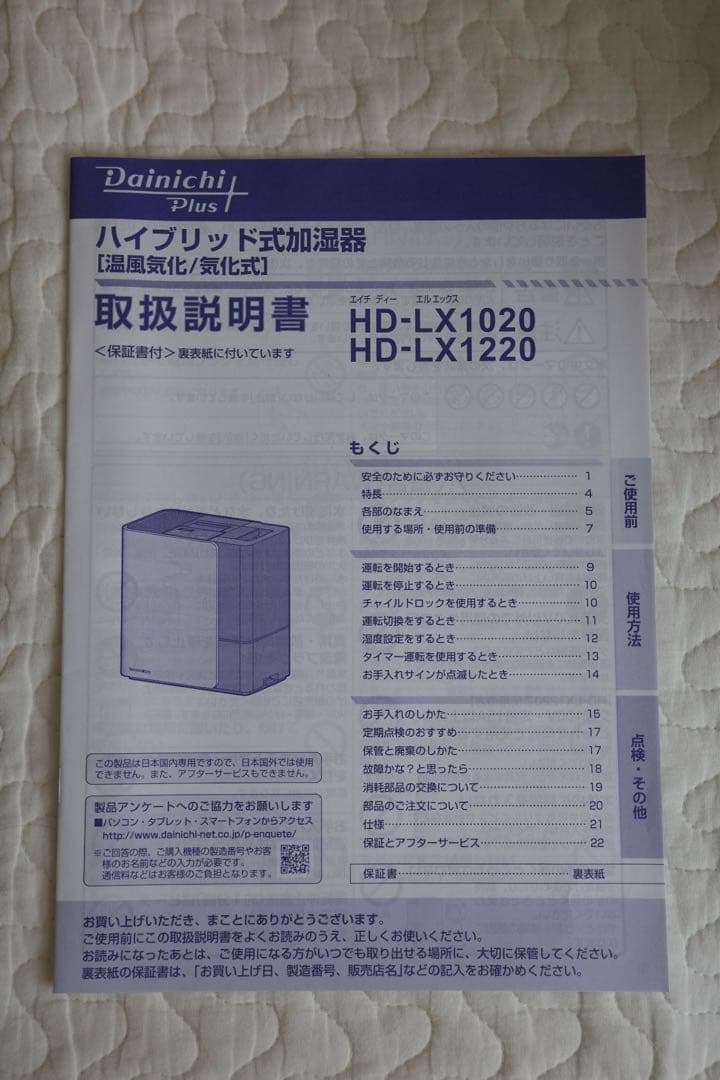 Dainichi
Plus
ハイブリッド式加湿器
[温風気化/気化式]
取扱説明書
<保証書付>裏表紙に付いています
エイチ ディー エルエックス
HD-LX1020
HD-LX1220
もくじ
安全のために必ずお守りください………………1
特長………………4
各部のなまえ………………5
使用する場所・使用前の準備………………7
ご使用前
運転を開始するとき………………9
運転を停止するとき………………10
チャイルドロックを使用するとき………………10
運転切換をするとき………………11
湿度設定をするとき………………12
タイマー運転を使用するとき………………13
お手入れサインが点滅したとき………………14
使用方法
お手入れのしかた………………15
定期点検のおすすめ………………17
保管と廃棄のしかた………………17
故障かな?と思ったら………………18
消耗部品の交換について………………19
部品のご注文について………………20
仕様………………21
保証とアフターサービス………………22
点検・その他
保証書………………裏表紙
この製品は日本国内専用ですので、日本国外では使用
できません。また、アフターサービスもできません。
製品アンケートへのご協力をお願いします
■パソコン・タブレット・スマートフォンからアクセス
http://www.dainichi-net.co.jp/p-enquete/
※ご回答の際、ご購入機種の製造番号やお客
様のお名前などの入力が必要です。
通信料などはお客様のご負担となります。
お買い上げいただき、まことにありがとうございます。
ご使用前にこの取扱説明書をよくお読みのうえ、正しくお使いください。
お読みになったあとは、ご使用になる方がいつでも取り出せる場所に、大切に保管してください。
裏表紙の保証書は、「お買い上げ日、製造番号、販売店名」などの記入をお確かめください。